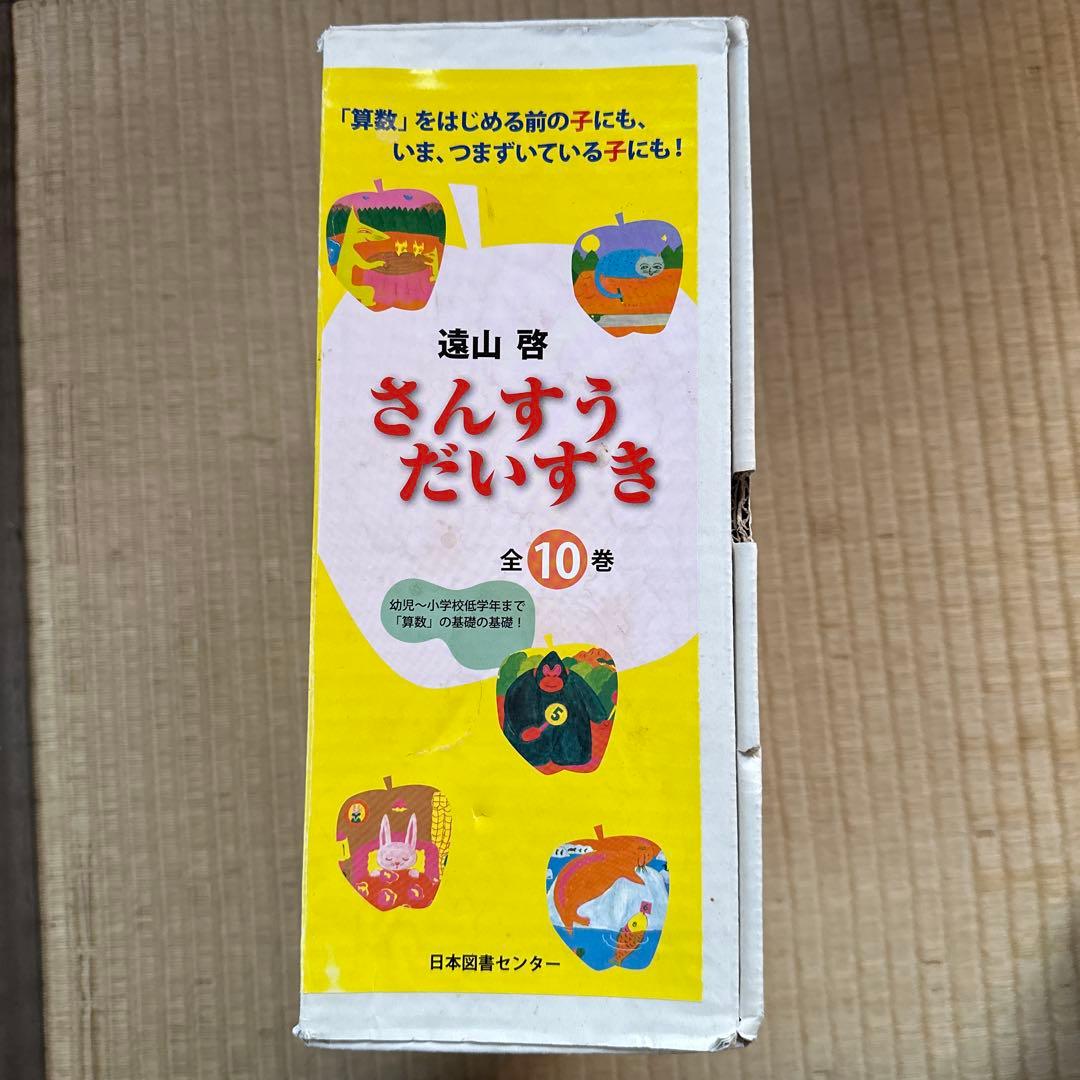 「算数」をはじめる前の子にも、
いま、つまずいている子にも！
遠山 啓
さんすう
だいすき
全10巻
幼児〜小学校低学年まで
「算数」の基礎の基礎！
5
日本図書センター